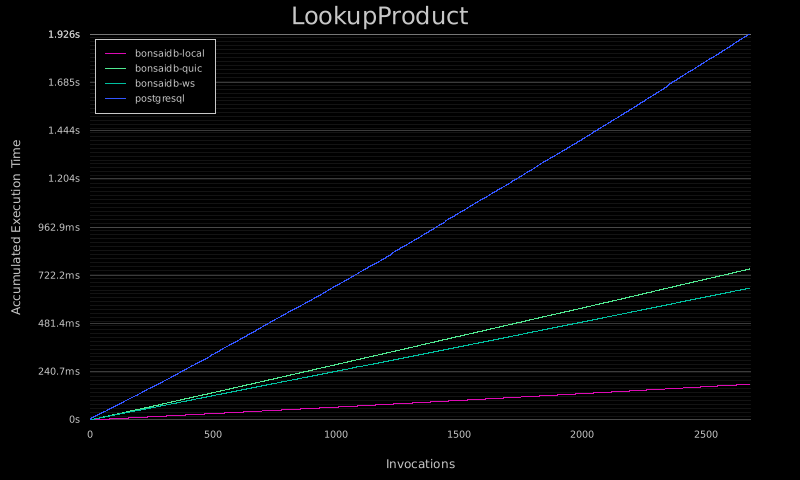 LookupProduct
1.926s
1.685s
1.444s
1.204s
962.9ms
722.2ms
481.4ms
240.7ms
0s
Accumulated Execution Time
bonsaidb-local
bonsaidb-quic
bonsaidb-ws
postgresql
0 500 1000 1500 2000 2500
Invocations